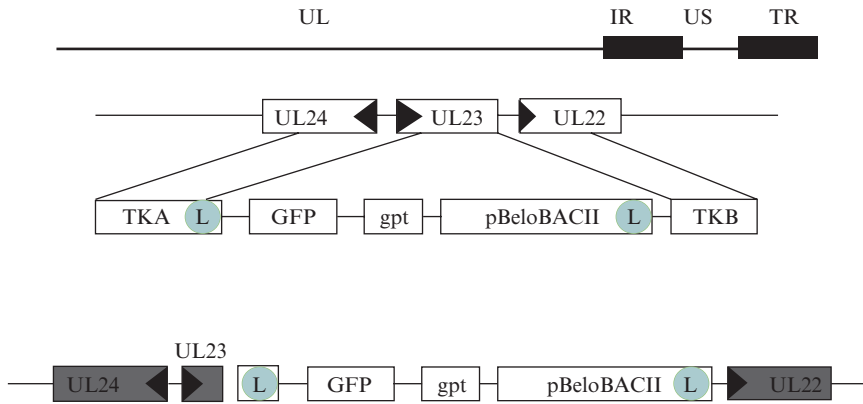 UL IR US TR
UL24 UL23 UL22
TKA L GFP gpt pBeloBACII L TKB
UL23
UL24 L GFP gpt pBeloBACII L UL22